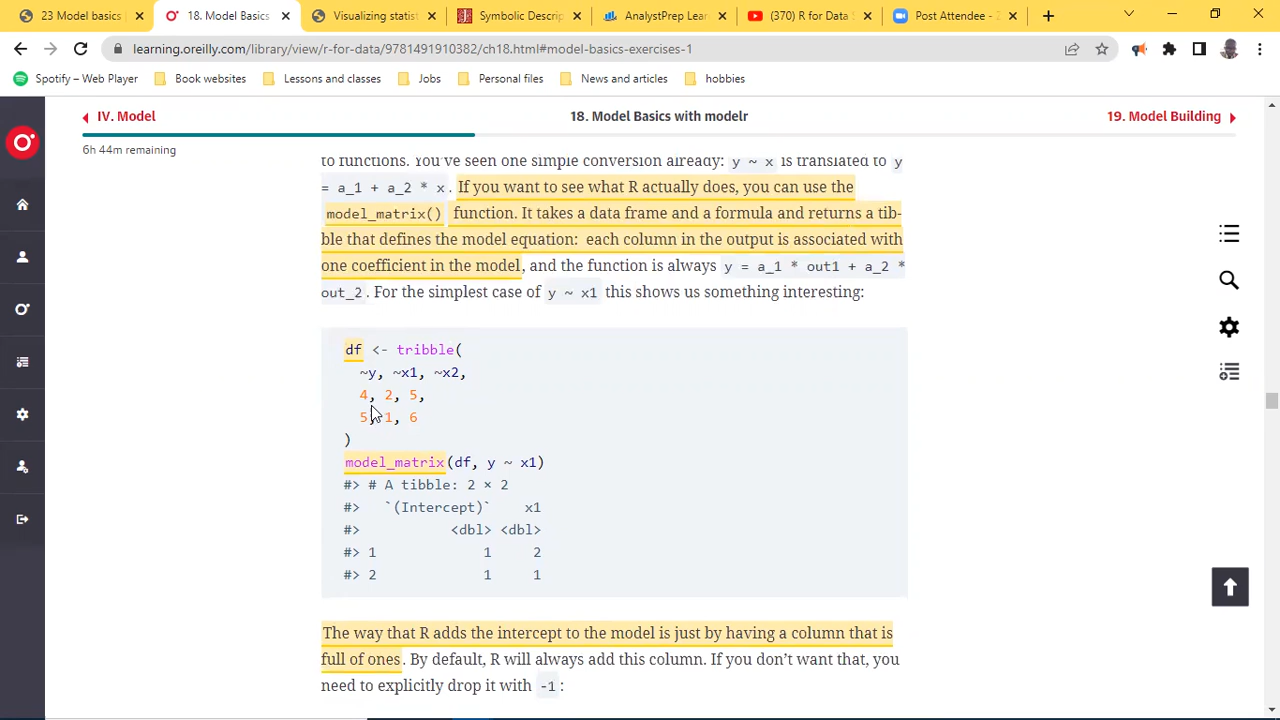 23 Model basics
18. Model Basics
Visualizing statist
Symbolic Descrip
AnalystPrep Lear
(370) R for Data
Post Attendee - Z
learning.oreilly.com/library/view/r-for-data/9781491910382/ch18.html#model-basics-exercises-1
Spotify – Web Player
Book websites
Lessons and classes
Jobs
Personal files
News and articles
hobbies
IV. Model
18. Model Basics with modelr
19. Model Building
6h 44m remaining
to functions. You’ve seen one simple conversion already: y ~ x is translated to y
= a_1 + a_2 * x. If you want to see what R actually does, you can use the
model_matrix() function. It takes a data frame and a formula and returns a tib-
ble that defines the model equation: each column in the output is associated with
one coefficient in the model, and the function is always y = a_1 * out1 + a_2 *
out_2. For the simplest case of y ~ x1 this shows us something interesting:
df <- tribble(
~y, ~x1, ~x2,
4, 2, 5,
5, 1, 6
)
model_matrix(df, y ~ x1)
#> # A tibble: 2 × 2
#> `(Intercept)` x1
#> <dbl> <dbl>
#> 1 1 2
#> 2 1 1
The way that R adds the intercept to the model is just by having a column that is
full of ones. By default, R will always add this column. If you don’t want that, you
need to explicitly drop it with -1: